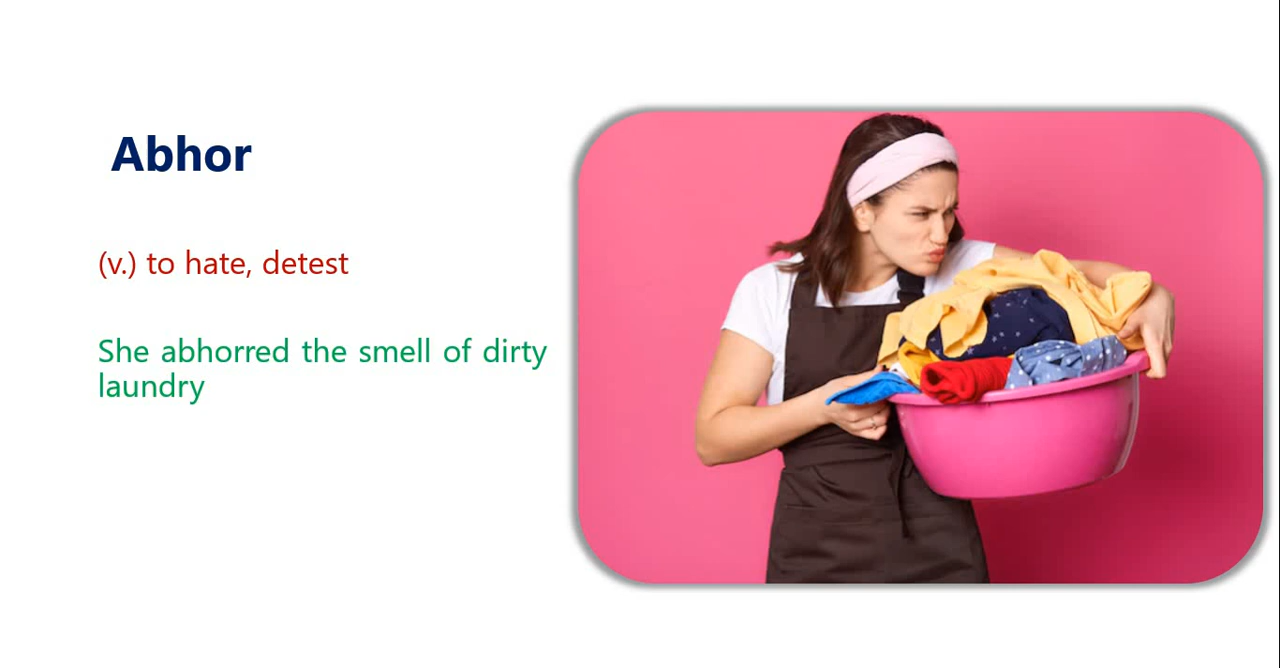 Abhor
(v.) to hate, detest
She abhorred the smell of dirty
laundry